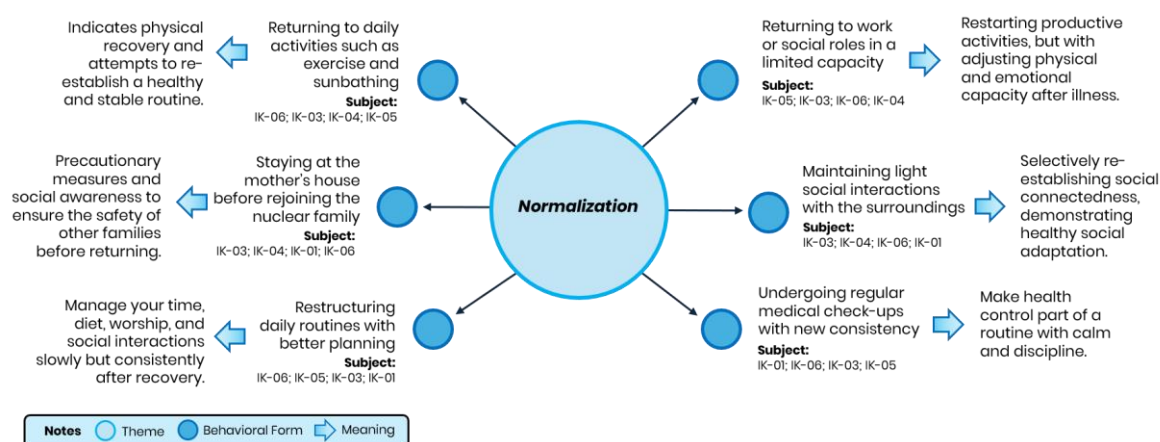 Indicates physical
recovery and
attempts to re-
establish a healthy
and stable routine.
Returning to daily
activities such as
exercise and
sunbathing
Subject:
IK-06; IK-03; IK-04; IK-05
Returning to work
or social roles in a
limited capacity
Subject:
IK-05; IK-03; IK-06; IK-04
Restarting productive
activities, but with
adjusting physical
and emotional
capacity after illness.
Precautionary
measures and
social awareness to
ensure the safety of
other families
before returning.
Staying at the
mother's house
before rejoining the
nuclear family
Subject:
IK-03; IK-04; IK-01; IK-06
Normalization
Maintaining light
social interactions
with the surroundings
Subject:
IK-03; IK-04; IK-06; IK-01
Selectively re-
establishing social
connectedness,
demonstrating
healthy social
adaptation.
Manage your time,
diet, worship, and
social interactions
slowly but consistently
after recovery.
Restructuring
daily routines with
better planning
Subject:
IK-06; IK-05; IK-03; IK-01
Undergoing regular
medical check-ups
with new consistency
Subject:
IK-01; IK-06; IK-03; IK-05
Make health
control part of a
routine with calm
and discipline.
Notes Theme Behavioral Form Meaning